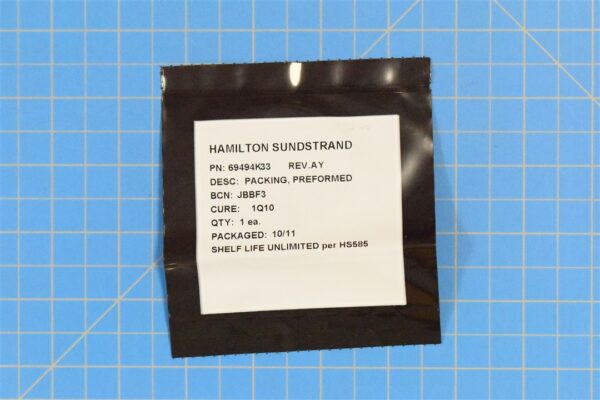 HAMILTON SUNDSTRAND
PN: 69494K33 REV.AY
DESC: PACKING, PREFORMED
BCN: JBBF3
CURE: 1Q10
QTY: 1 ea.
PACKAGED: 10/11
SHELF LIFE UNLIMITED per HS585